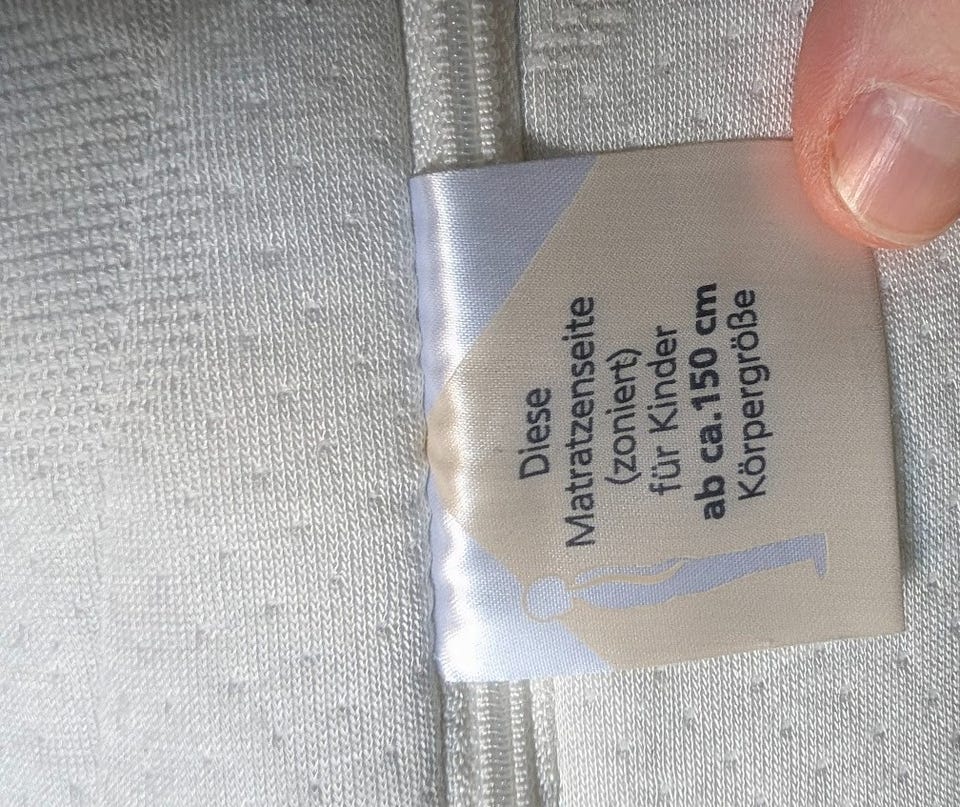 Diese
Matratzenseite
(zoniert)
für Kinder
ab ca.150 cm
Körpergröße